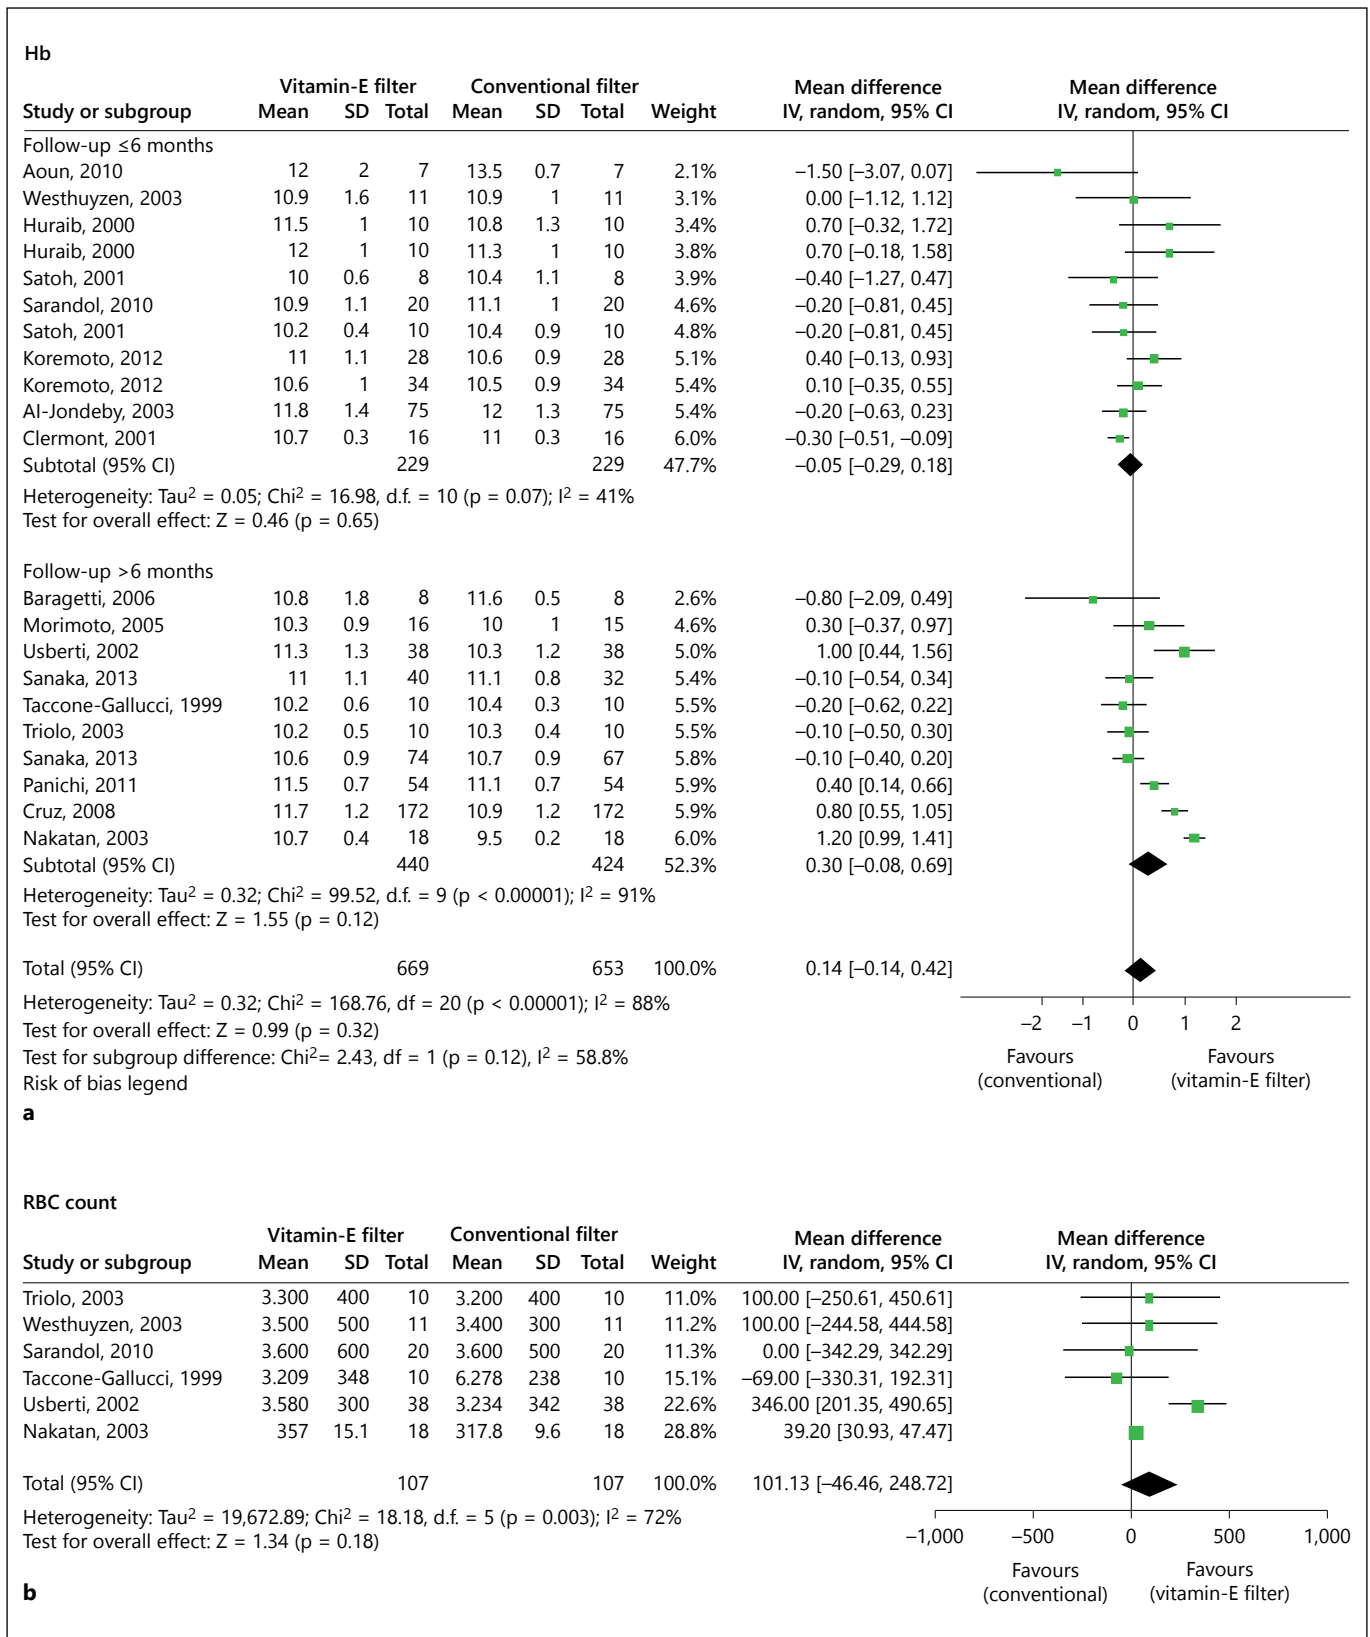 Hb
Vitamin-E filter Conventional filter Mean difference Mean difference
Study or subgroup Mean SD Total Mean SD Total Weight IV, random, 95% CI IV, random, 95% CI
Follow-up ≤6 months
Aoun, 2010 12 2 7 13.5 0.7 7 2.1% –1.50 [–3.07, 0.07]
Westhuyzen, 2003 10.9 1.6 11 10.9 1 11 3.1% 0.00 [–1.12, 1.12]
Huraib, 2000 11.5 1 10 10.8 1.3 10 3.4% 0.70 [–0.32, 1.72]
Huraib, 2000 12 1 10 11.3 1 10 3.8% 0.70 [–0.18, 1.58]
Satoh, 2001 10 0.6 8 10.4 1.1 8 3.9% –0.40 [–1.27, 0.47]
Sarandol, 2010 10.9 1.1 20 11.1 1 20 4.6% –0.20 [–0.81, 0.45]
Satoh, 2001 10.2 0.4 10 10.4 0.9 10 4.8% –0.20 [–0.81, 0.45]
Koremoto, 2012 11 1.1 28 10.6 0.9 28 5.1% 0.40 [–0.13, 0.93]
Koremoto, 2012 10.6 1 34 10.5 0.9 34 5.4% 0.10 [–0.35, 0.55]
AI-Jondeby, 2003 11.8 1.4 75 12 1.3 75 5.4% –0.20 [–0.63, 0.23]
Clermont, 2001 10.7 0.3 16 11 0.3 16 6.0% –0.30 [–0.51, –0.09]
Subtotal (95% CI) 229 229 47.7% –0.05 [–0.29, 0.18]
Heterogeneity: Tau² = 0.05; Chi² = 16.98, d.f. = 10 (p = 0.07); I² = 41%
Test for overall effect: Z = 0.46 (p = 0.65)
Follow-up >6 months
Baragetti, 2006 10.8 1.8 8 11.6 0.5 8 2.6% –0.80 [–2.09, 0.49]
Morimoto, 2005 10.3 0.9 16 10 1 15 4.6% 0.30 [–0.37, 0.97]
Usberti, 2002 11.3 1.3 38 10.3 1.2 38 5.0% 1.00 [0.44, 1.56]
Sanaka, 2013 11 1.1 40 11.1 0.8 32 5.4% –0.10 [–0.54, 0.34]
Taccone-Gallucci, 1999 10.2 0.6 10 10.4 0.3 10 5.5% –0.20 [–0.62, 0.22]
Triolo, 2003 10.2 0.5 10 10.3 0.4 10 5.5% –0.10 [–0.50, 0.30]
Sanaka, 2013 10.6 0.9 74 10.7 0.9 67 5.8% –0.10 [–0.40, 0.20]
Panichi, 2011 11.5 0.7 54 11.1 0.7 54 5.9% 0.40 [0.14, 0.66]
Cruz, 2008 11.7 1.2 172 10.9 1.2 172 5.9% 0.80 [0.55, 1.05]
Nakatan, 2003 10.7 0.4 18 9.5 0.2 18 6.0% 1.20 [0.99, 1.41]
Subtotal (95% CI) 440 424 52.3% 0.30 [–0.08, 0.69]
Heterogeneity: Tau² = 0.32; Chi² = 99.52, d.f. = 9 (p < 0.00001); I² = 91%
Test for overall effect: Z = 1.55 (p = 0.12)
Total (95% CI) 669 653 100.0% 0.14 [–0.14, 0.42]
Heterogeneity: Tau² = 0.32; Chi² = 168.76, df = 20 (p < 0.00001); I² = 88%
–2 –1 0 1 2
Test for overall effect: Z = 0.99 (p = 0.32)
Test for subgroup difference: Chi²= 2.43, df = 1 (p = 0.12), I² = 58.8%
Favours Favours
(conventional) (vitamin-E filter)
Risk of bias legend
a
RBC count
Vitamin-E filter Conventional filter Mean difference Mean difference
Study or subgroup Mean SD Total Mean SD Total Weight IV, random, 95% CI IV, random, 95% CI
Triolo, 2003 3.300 400 10 3.200 400 10 11.0% 100.00 [–250.61, 450.61]
Westhuyzen, 2003 3.500 500 11 3.400 300 11 11.2% 100.00 [–244.58, 444.58]
Sarandol, 2010 3.600 600 20 3.600 500 20 11.3% 0.00 [–342.29, 342.29]
Taccone-Gallucci, 1999 3.209 348 10 6.278 238 10 15.1% –69.00 [–330.31, 192.31]
Usberti, 2002 3.580 300 38 3.234 342 38 22.6% 346.00 [201.35, 490.65]
Nakatan, 2003 357 15.1 18 317.8 9.6 18 28.8% 39.20 [30.93, 47.47]
Total (95% CI) 107 107 100.0% 101.13 [–46.46, 248.72]
Heterogeneity: Tau² = 19,672.89; Chi² = 18.18, d.f. = 5 (p = 0.003); I² = 72%
Test for overall effect: Z = 1.34 (p = 0.18)
–1,000 –500 0 500 1,000
Favours Favours
(conventional) (vitamin-E filter)
b